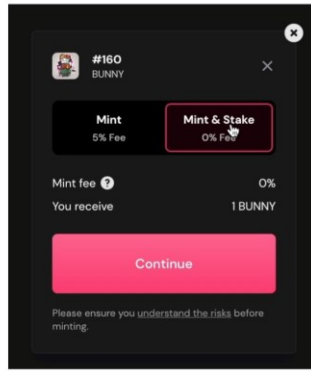 #160
BUNNY
Mint
5% Fee
Mint & Stake
0% Fee
Mint fee ?
0%
You receive
1 BUNNY
Continue
Please ensure you understand the risks before
minting.